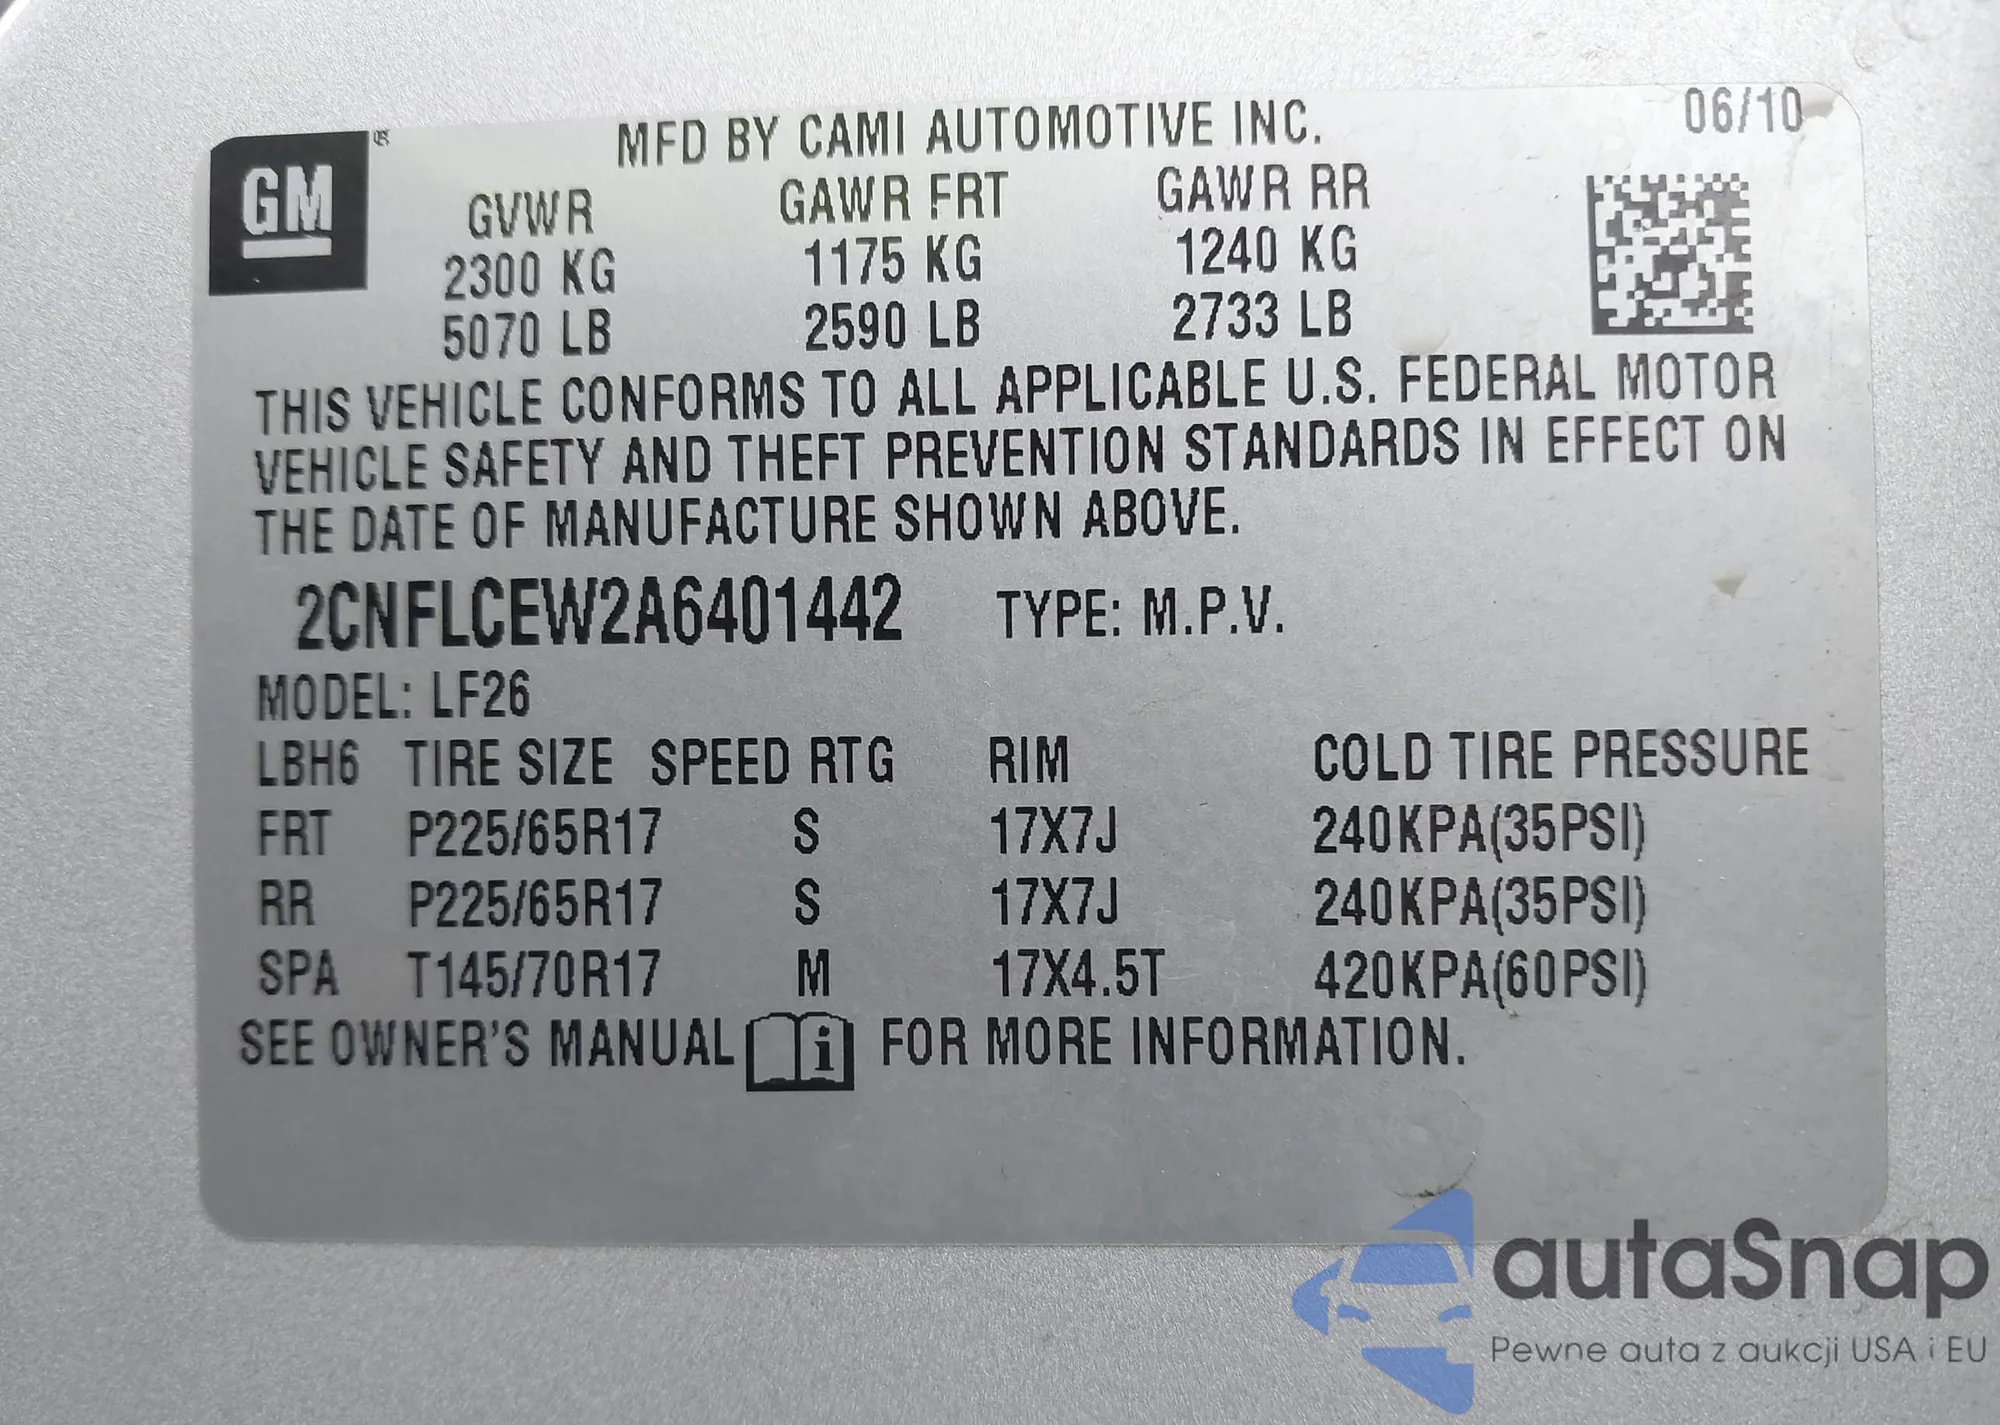 MFD BY CAMI AUTOMOTIVE INC. 06/10
GM ®
GVWR GAWR FRT GAWR RR
2300 KG 1175 KG 1240 KG
5070 LB 2590 LB 2733 LB
THIS VEHICLE CONFORMS TO ALL APPLICABLE U.S. FEDERAL MOTOR
VEHICLE SAFETY AND THEFT PREVENTION STANDARDS IN EFFECT ON
THE DATE OF MANUFACTURE SHOWN ABOVE.
2CNFLCEW2A6401442 TYPE: M.P.V.
MODEL: LF26
LBH6 TIRE SIZE SPEED RTG RIM COLD TIRE PRESSURE
FRT P225/65R17 S 17X7J 240KPA(35PSI)
RR P225/65R17 S 17X7J 240KPA(35PSI)
SPA T145/70R17 M 17X4.5T 420KPA(60PSI)
SEE OWNER'S MANUAL i FOR MORE INFORMATION.
autaSnap
Pewne auta z aukcji USA i EU